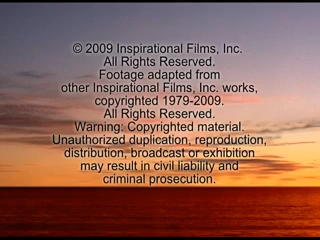 © 2009 Inspirational Films, Inc.
All Rights Reserved.
Footage adapted from
other Inspirational Films, Inc. works,
copyrighted 1979-2009.
All Rights Reserved.
Warning: Copyrighted material.
Unauthorized duplication, reproduction,
distribution, broadcast or exhibition
may result in civil liability and
criminal prosecution.